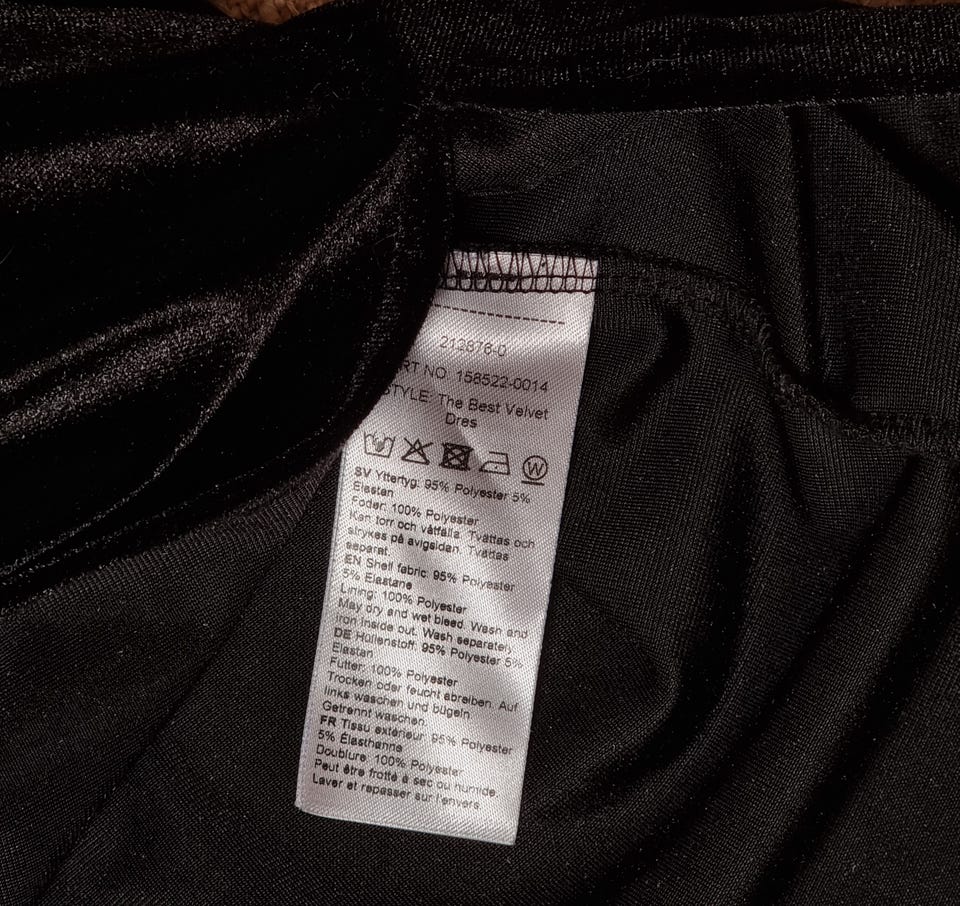 212876-0
RT NO: 158522-0014
STYLE: The Best Velvet
Dres
W
SV Yttertyg: 95% Polyester 5%
Elastan
Foder: 100% Polyester
Kan torr och våtfälla. Tvättas och
strykes på avigsidan. Tvättas
separat.
EN Shell fabric: 95% Polyester
5% Elastane
Lining: 100% Polyester
May dry and wet bleed. Wash and
iron inside out. Wash separately.
DE Hüllenstoff: 95% Polyester 5%
Elastan
Futter: 100% Polyester
Trocken oder feucht abreiben. Auf
links waschen und bügeln.
Getrennt waschen.
FR Tissu extérieur: 95% Polyester
5% Élasthanne
Doublure: 100% Polyester
Peut être frotté à sec ou humide.
Laver et repasser sur l'envers.